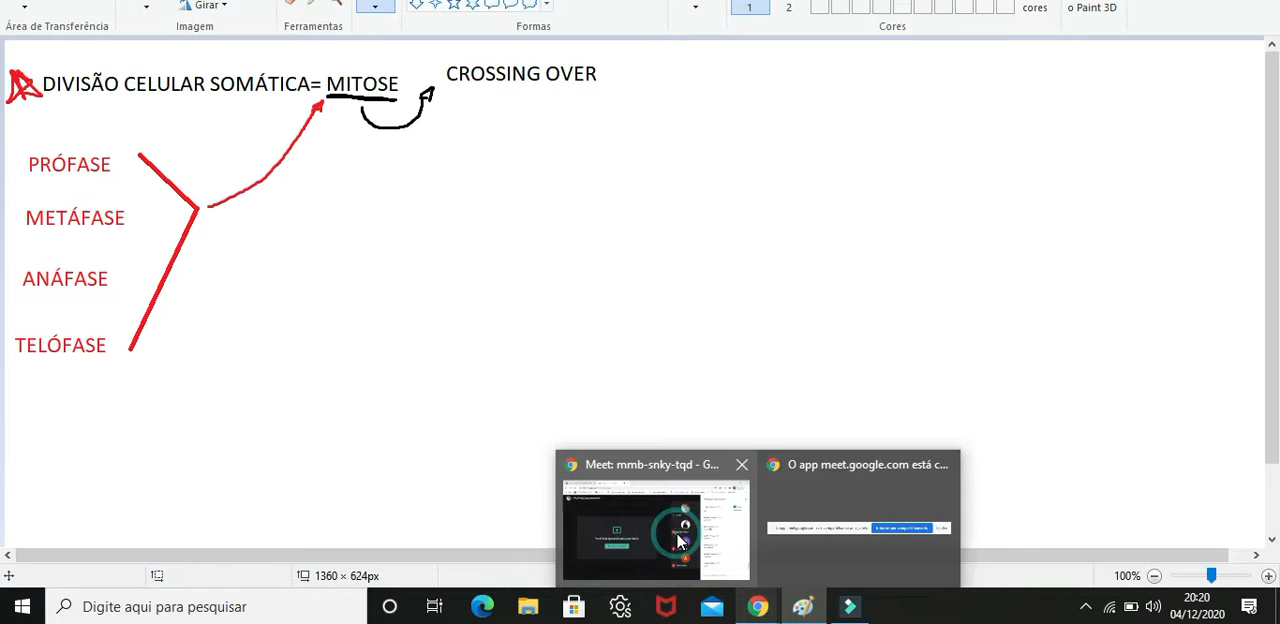 Girar
1
2
cores
o Paint 3D
Área de Transferência
Imagem
Ferramentas
Formas
Cores
DIVISÃO CELULAR SOMÁTICA= MITOSE
CROSSING OVER
PRÓFASE
METÁFASE
ANÁFASE
TELÓFASE
Meet: mmb-snky-tqd - G...
O app meet.google.com está c...
1360 × 624px
100%
Digite aqui para pesquisar
20:20
04/12/2020